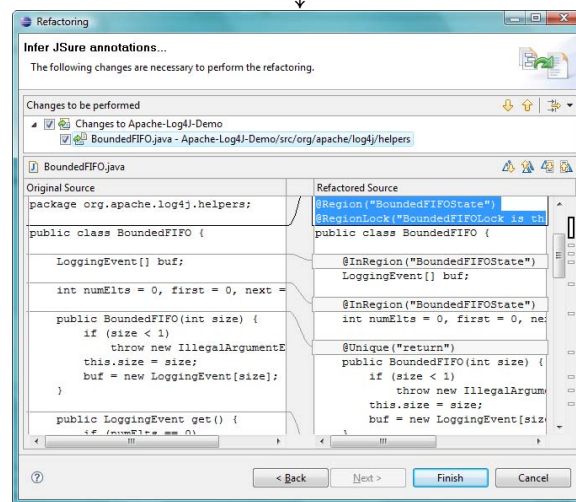 Refactoring
Infer JSure annotations...
The following changes are necessary to perform the refactoring.
Changes to be performed
Changes to Apache-Log4J-Demo
BoundedFIFO.java - Apache-Log4J-Demo/src/org/apache/log4j/helpers
BoundedFIFO.java
Original Source
package org.apache.log4j.helpers;
public class BoundedFIFO {
LoggingEvent[] buf;
int numElts = 0, first = 0, next =
public BoundedFIFO(int size) {
if (size < 1)
throw new IllegalArgumentE
this.size = size;
buf = new LoggingEvent[size];
}
public LoggingEvent get() {
if (numElts == 0)
Refactored Source
@Region("BoundedFIFOState")
@RegionLock("BoundedFIFOLock is th
public class BoundedFIFO {
@InRegion("BoundedFIFOState")
LoggingEvent[] buf;
@InRegion("BoundedFIFOState")
int numElts = 0, first = 0, ne
@Unique("return")
public BoundedFIFO(int size) {
if (size < 1)
throw new IllegalArgum
this.size = size;
buf = new LoggingEvent[siz
}
< Back
Next >
Finish
Cancel